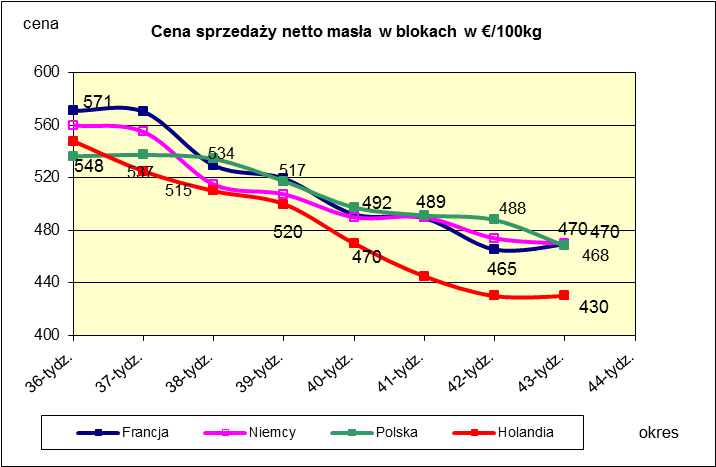 cena
Cena sprzedaży netto masła w blokach w €/100kg
600
560
520
480
440
400
571
548
537
534
515
517
520
492
470
489
488
465
470
470
468
430
36-tydz.
37-tydz.
38-tydz.
39-tydz.
40-tydz.
41-tydz.
42-tydz.
43-tydz.
44-tydz.
Francja
Niemcy
Polska
Holandia
okres